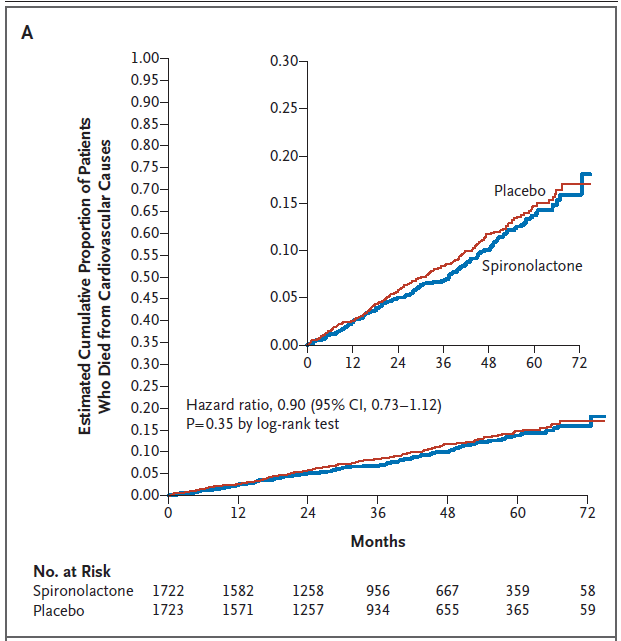 A
Estimated Cumulative Proportion of Patients
Who Died from Cardiovascular Causes
1.00
0.95
0.90
0.85
0.80
0.75
0.70
0.65
0.60
0.55
0.50
0.45
0.40
0.35
0.30
0.25
0.20
0.15
0.10
0.05
0.00
0.30
0.25
0.20
0.15
0.10
0.05
0.00
Placebo
Spironolactone
0 12 24 36 48 60 72
Hazard ratio, 0.90 (95% CI, 0.73–1.12)
P=0.35 by log-rank test
0 12 24 36 48 60 72
Months
No. at Risk
Spironolactone 1722 1582 1258 956 667 359 58
Placebo 1723 1571 1257 934 655 365 59